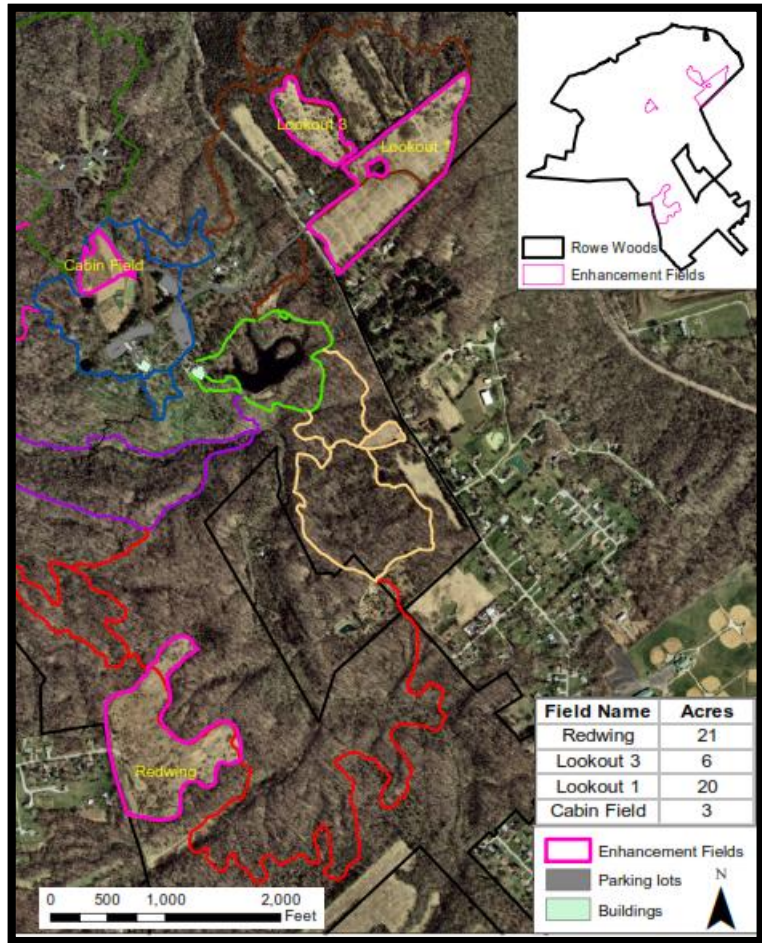 Lookout 3
Lookout 1
Cabin Field
Redwing
Rowe Woods
Enhancement Fields
Field Name Acres
Redwing 21
Lookout 3 6
Lookout 1 20
Cabin Field 3
Enhancement Fields
Parking lots
Buildings
N
0 500 1,000 2,000
Feet